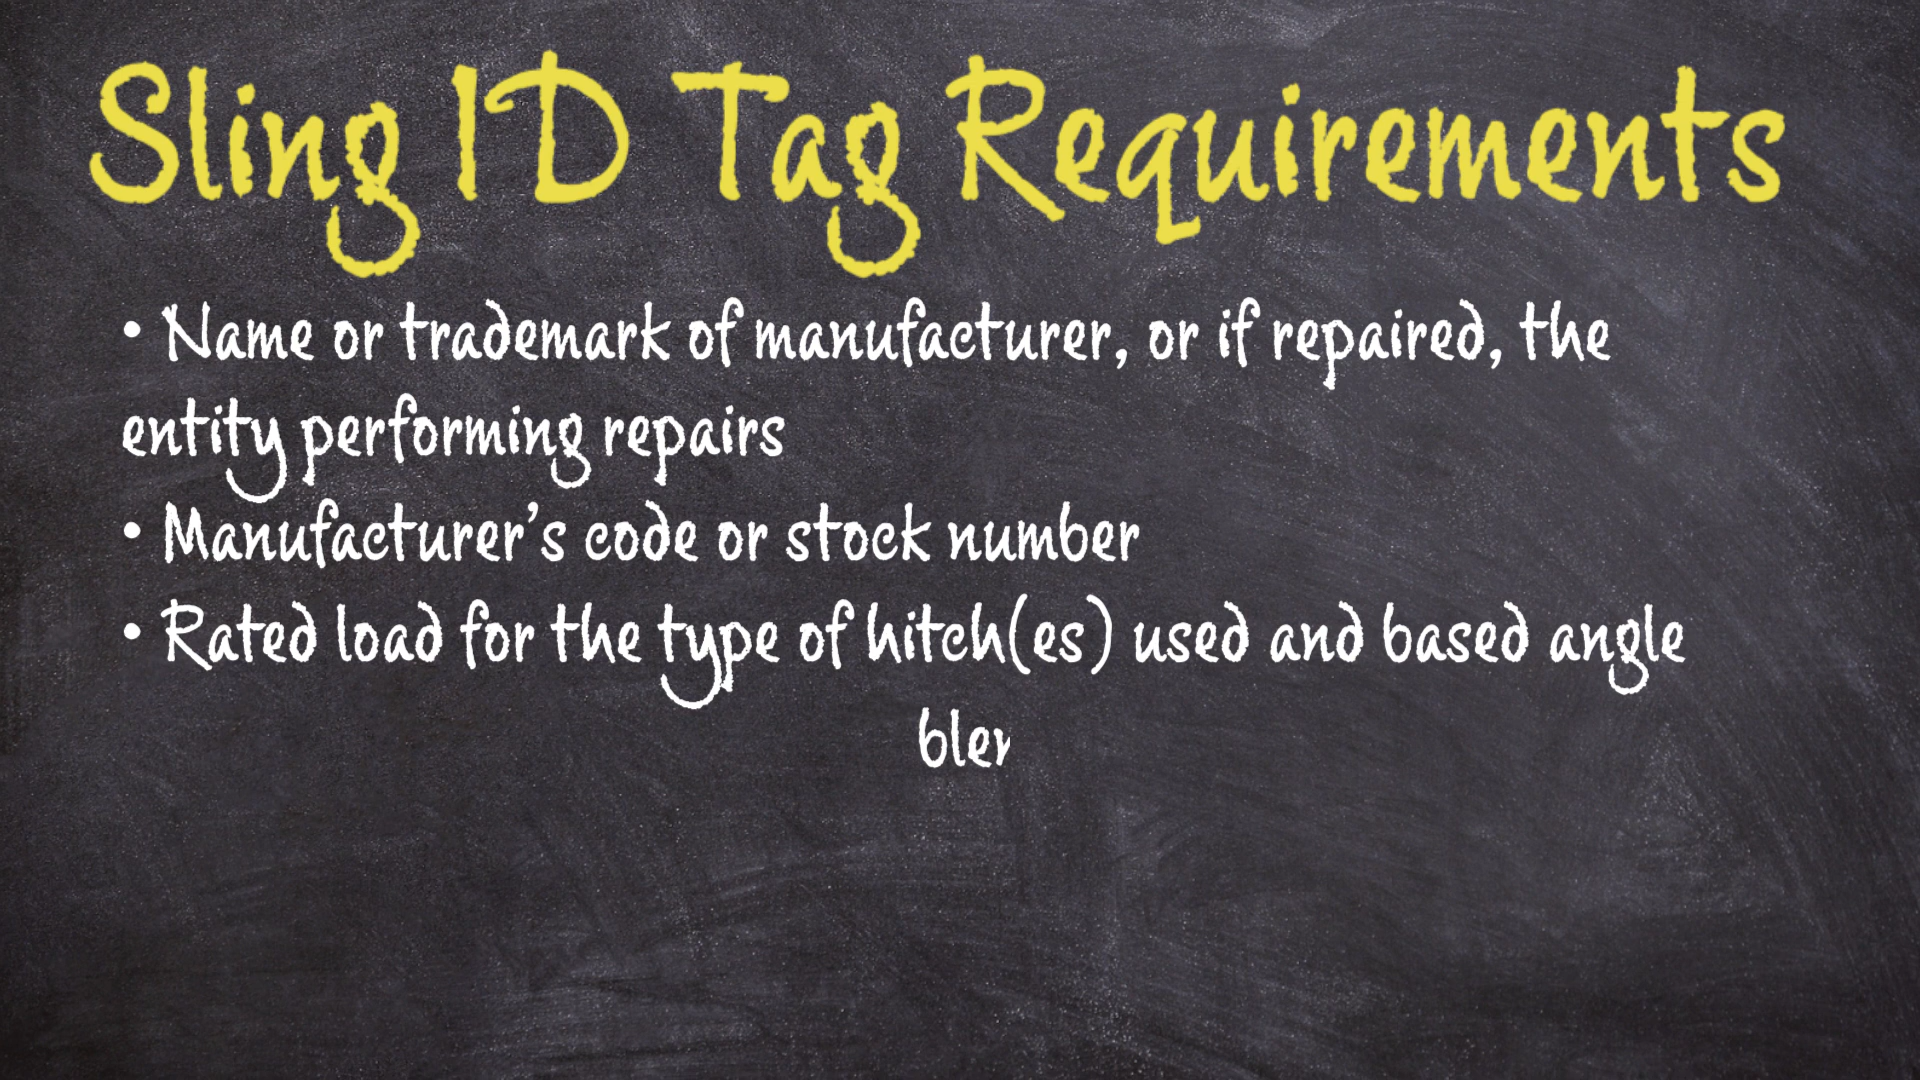 Sling ID Tag Requirements
• Name or trademark of manufacturer, or if repaired, the
entity performing repairs
• Manufacturer's code or stock number
• Rated load for the type of hitch(es) used and based angle